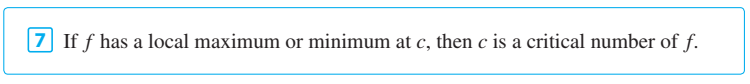 7 If f has a local maximum or minimum at c, then c is a critical number of f.